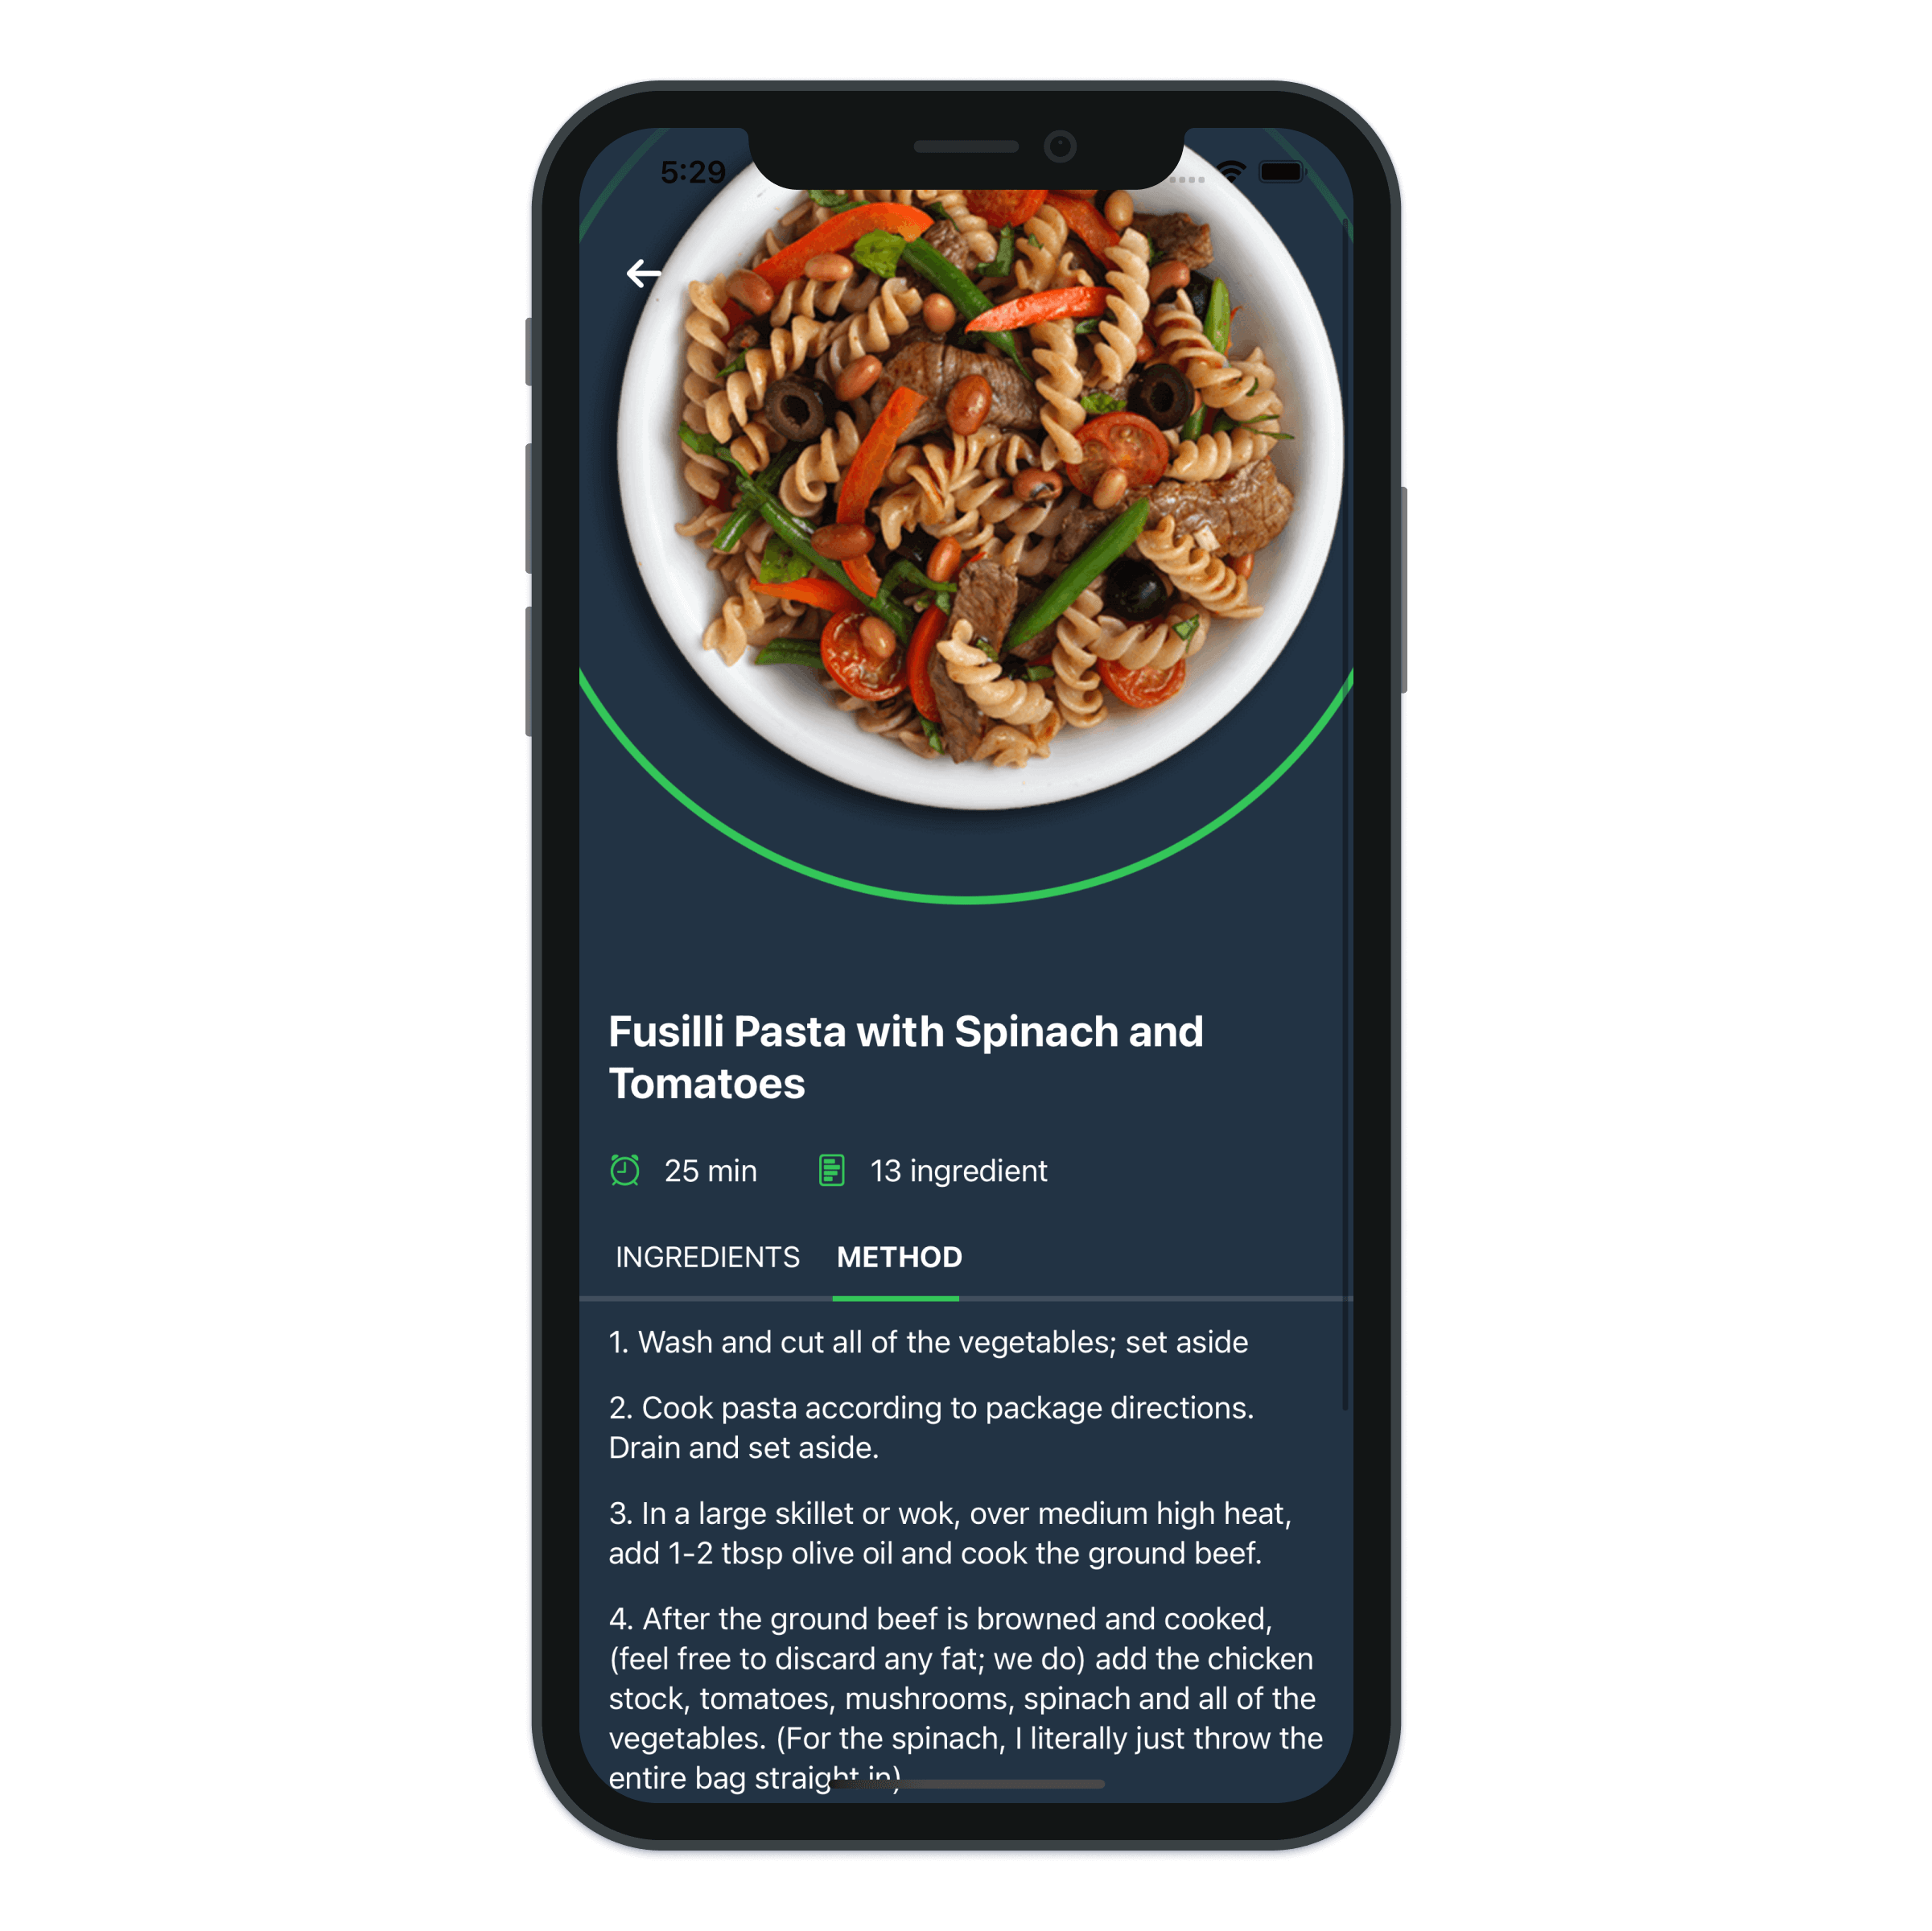 5:29
Fusilli Pasta with Spinach and
Tomatoes
25 min 13 ingredient
INGREDIENTS METHOD
1. Wash and cut all of the vegetables; set aside
2. Cook pasta according to package directions.
Drain and set aside.
3. In a large skillet or wok, over medium high heat,
add 1-2 tbsp olive oil and cook the ground beef.
4. After the ground beef is browned and cooked,
(feel free to discard any fat; we do) add the chicken
stock, tomatoes, mushrooms, spinach and all of the
vegetables. (For the spinach, I literally just throw the
entire bag straight in)